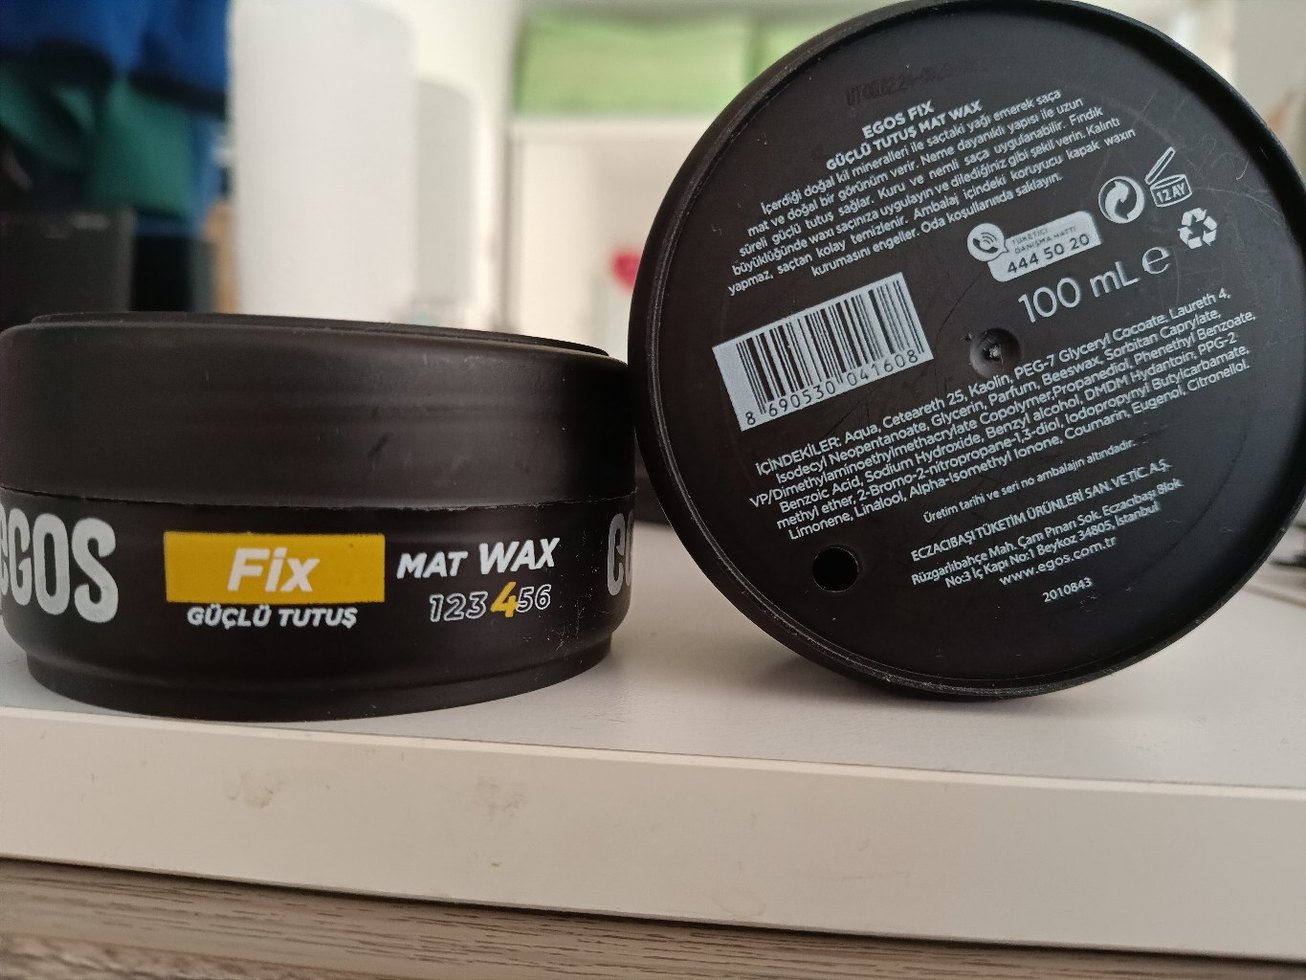 eGOS
Fix
GÜÇLÜ TUTUŞ
MAT WAX
123456
EGOS FIX
GÜÇLÜ TUTUŞ MAT WAX
İçerdiği doğal kil mineralleri ile saçtaki yağı emerek saça
mat ve doğal bir görünüm verir. Neme dayanıklı yapısı ile uzun
süreli güçlü tutuş sağlar. Kuru ve nemli saça uygulanabilir. Fındık
büyüklüğünde waxı saçınıza uygulayın ve dilediğiniz gibi şekil verin. Kalıntı
yapmaz, saçtan kolay temizlenir. Ambalaj içindeki koruyucu kapak waxın
kurumasını engeller. Oda koşullarında saklayın.
12 AY
TÜKETİCİ
DANIŞMA HATTI
444 50 20
100 mL e
8 690530 041608
İÇİNDEKİLER: Aqua, Ceteareth 25, Kaolin, PEG-7 Glyceryl Cocoate, Laureth 4,
Isodecyl Neopentanoate, Glycerin, Parfum, Beeswax, Sorbitan Caprylate,
VP/Dimethylaminoethylmethacrylate Copolymer,Propanediol, Phenethyl Benzoate,
Benzoic Acid, Sodium Hydroxide, Benzyl alcohol, DMDM Hydantoin, PPG-2
methyl ether, 2-Bromo-2-nitropropane-1,3-diol, Iodopropynyl Butylcarbamate,
Limonene, Linalool, Alpha-Isomethyl Ionone, Coumarin, Eugenol, Citronellol.
Üretim tarihi ve seri no ambalajın altındadır.
ECZACIBAŞI TÜKETİM ÜRÜNLERİ SAN. VE TİC A.Ş.
Rüzgarlıbahçe Mah. Çam Pınarı Sok. Eczacıbaşı Blok
No:3 İç Kapı No:1 Beykoz 34805, İstanbul
www.egos.com.tr
2010843